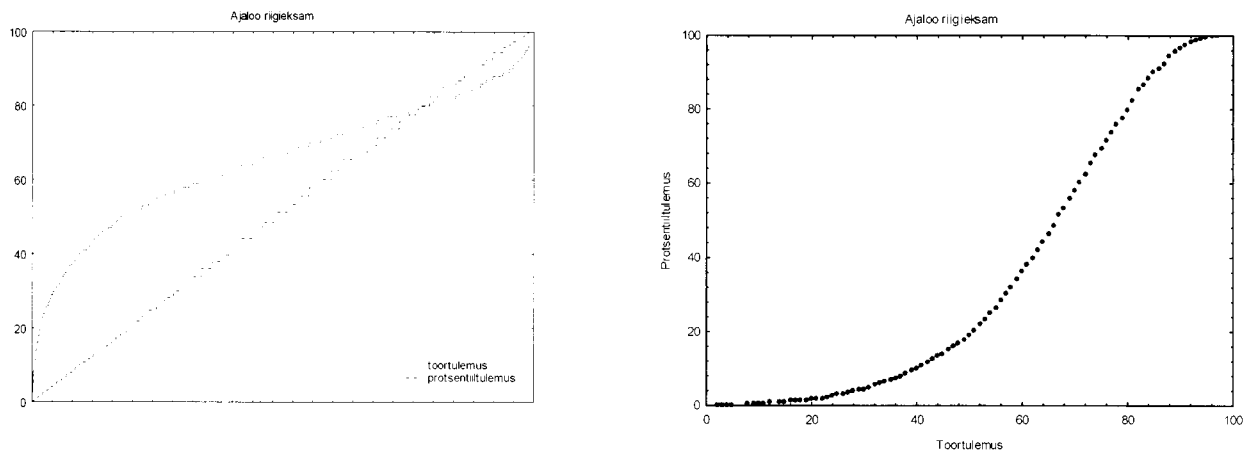 Ajaloo riigieksam
100
80
60
40
20
0
toortulemus
protsentiiltulemus
Ajaloo riigieksam
Protsentiiltulemus
100
80
60
40
20
0
0 20 40 60 80 100
Toortulemus